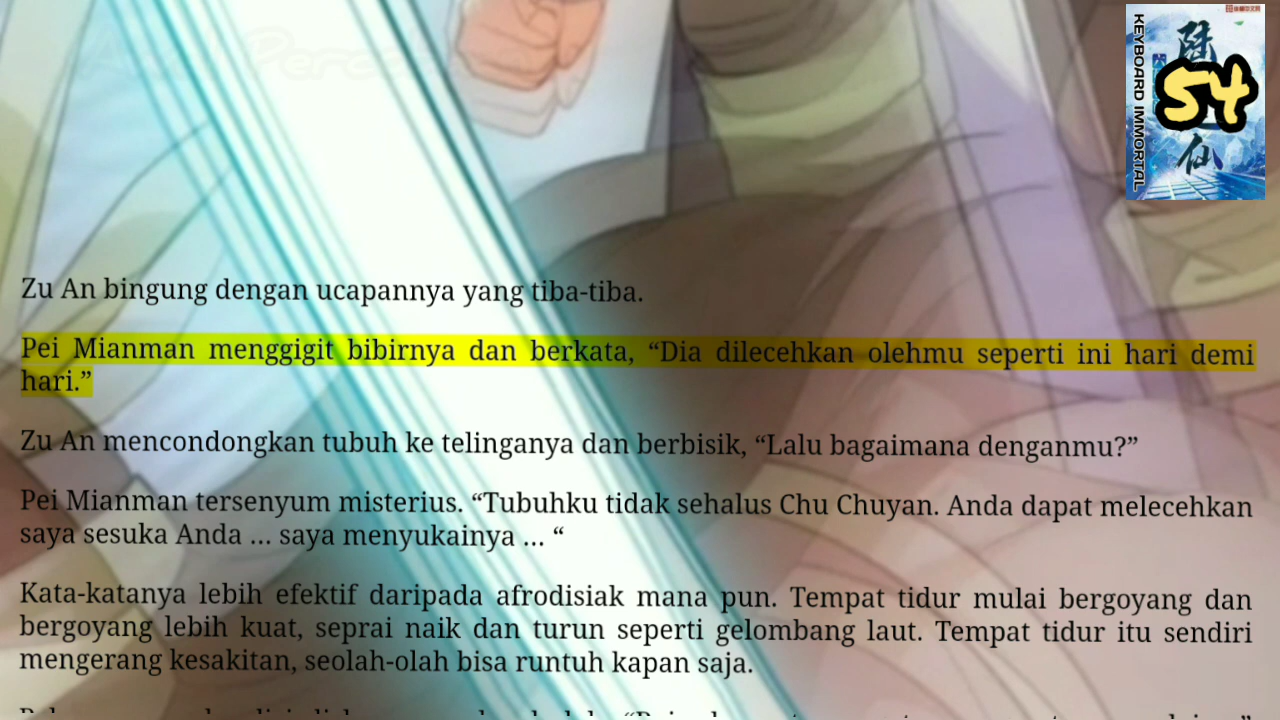 陆
54
仙
KEYBOARD IMMORTAL
Zu An bingung dengan ucapannya yang tiba-tiba.
Pei Mianman menggigit bibirnya dan berkata, “Dia dilecehkan olehmu seperti ini hari demi
hari.”
Zu An mencondongkan tubuh ke telinganya dan berbisik, “Lalu bagaimana denganmu?”
Pei Mianman tersenyum misterius. “Tubuhku tidak sehalus Chu Chuyan. Anda dapat melecehkan
saya sesuka Anda ... saya menyukainya ... “
Kata-katanya lebih efektif daripada afrodisiak mana pun. Tempat tidur mulai bergoyang dan
bergoyang lebih kuat, seprai naik dan turun seperti gelombang laut. Tempat tidur itu sendiri
mengerang kesakitan, seolah-olah bisa runtuh kapan saja.